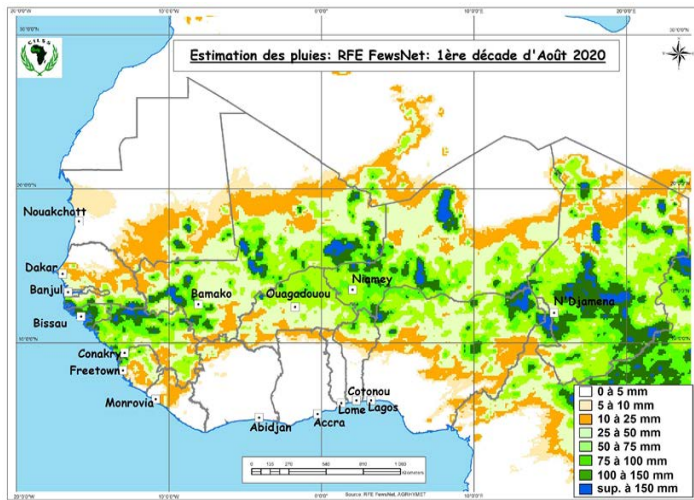 CILSS
Estimation des pluies: RFE FewsNet: 1ère décade d'Août 2020
Nouakchott
Dakar
Banjul
Bissau
Bamako
Ouagadouou
Niamey
N'Djamena
Conakry
Freetown
Monrovia
Abidjan
Accra
Lome
Cotonou
Lagos
0 à 5 mm
5 à 10 mm
10 à 25 mm
25 à 50 mm
50 à 75 mm
75 à 100 mm
100 à 150 mm
sup. à 150 mm
Source: RFE FewsNet, AGRHYMET